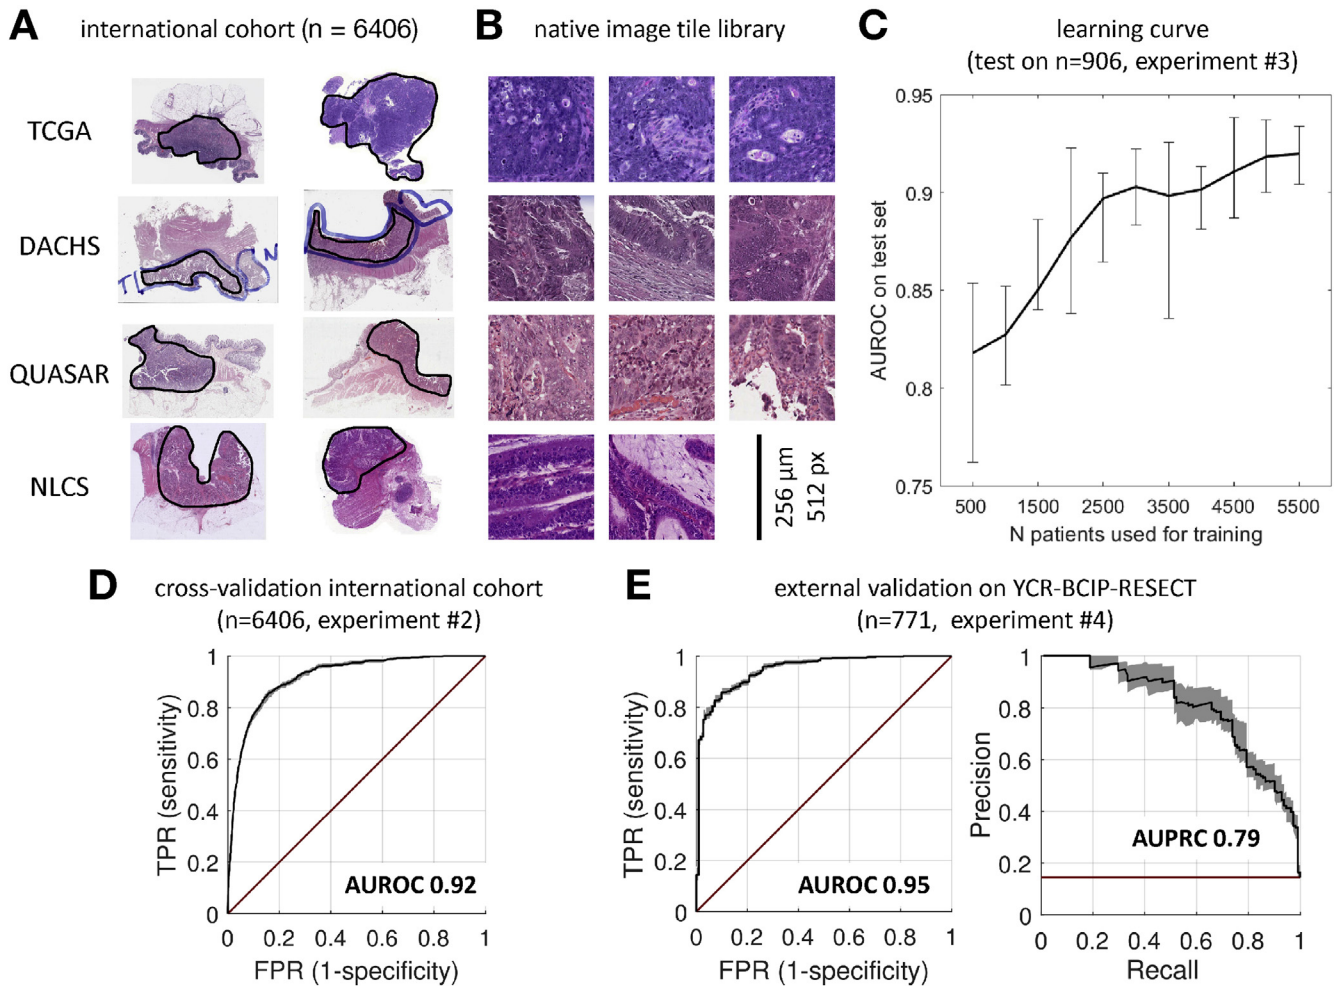 A
international cohort (n = 6406)
TCGA
DACHS
T
N
QUASAR
NLCS
B
native image tile library
256 µm
512 px
C
learning curve
(test on n=906, experiment #3)
AUROC on test set
0.95
0.9
0.85
0.8
0.75
500
1500
2500
3500
4500
5500
N patients used for training
D
cross-validation international cohort
(n=6406, experiment #2)
TPR (sensitivity)
1
0.8
0.6
0.4
0.2
0
AUROC 0.92
0
0.2
0.4
0.6
0.8
1
FPR (1-specificity)
E
external validation on YCR-BCIP-RESECT
(n=771,  experiment #4)
TPR (sensitivity)
1
0.8
0.6
0.4
0.2
0
AUROC 0.95
0
0.2
0.4
0.6
0.8
1
FPR (1-specificity)
Precision
1
0.8
0.6
0.4
0.2
0
AUPRC 0.79
0
0.2
0.4
0.6
0.8
1
Recall